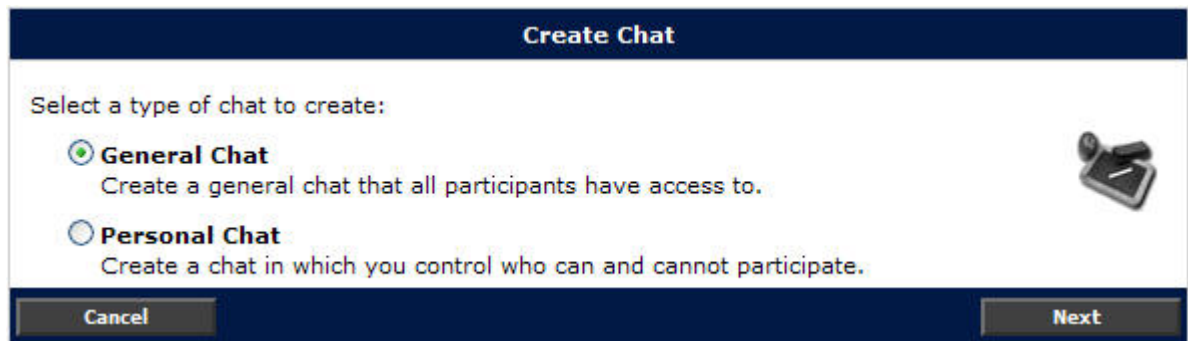 Create Chat
Select a type of chat to create:
General Chat
Create a general chat that all participants have access to.
Personal Chat
Create a chat in which you control who can and cannot participate.
Cancel
Next